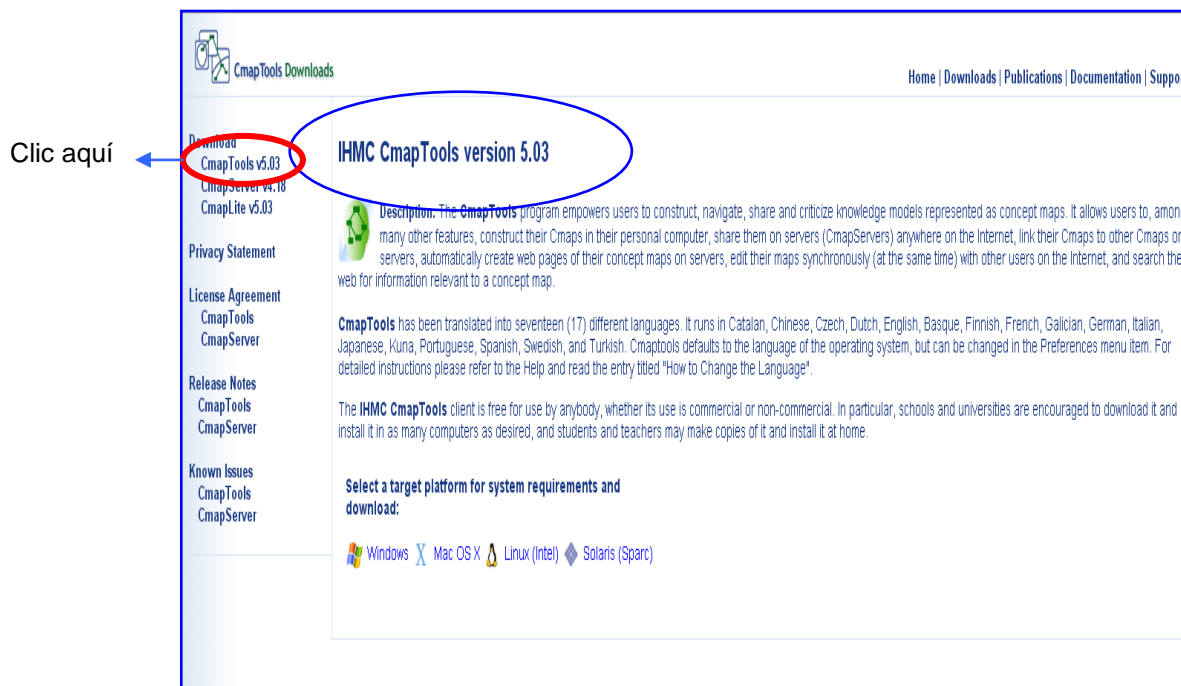 CmapTools Downloads
Home | Downloads | Publications | Documentation | Suppor
Clic aquí
Download
CmapTools v5.03
CmapServer v4.18
CmapLite v5.03
Privacy Statement
License Agreement
CmapTools
CmapServer
Release Notes
CmapTools
CmapServer
Known Issues
CmapTools
CmapServer
IHMC CmapTools version 5.03
Description: The CmapTools program empowers users to construct, navigate, share and criticize knowledge models represented as concept maps. It allows users to, amon
many other features, construct their Cmaps in their personal computer, share them on servers (CmapServers) anywhere on the Internet, link their Cmaps to other Cmaps on
servers, automatically create web pages of their concept maps on servers, edit their maps synchronously (at the same time) with other users on the Internet, and search the
web for information relevant to a concept map.
CmapTools has been translated into seventeen (17) different languages. It runs in Catalan, Chinese, Czech, Dutch, English, Basque, Finnish, French, Galician, German, Italian,
Japanese, Kuna, Portuguese, Spanish, Swedish, and Turkish. Cmaptools defaults to the language of the operating system, but can be changed in the Preferences menu item. For
detailed instructions please refer to the Help and read the entry titled "How to Change the Language".
The IHMC CmapTools client is free for use by anybody, whether its use is commercial or non-commercial. In particular, schools and universities are encouraged to download it and
install it in as many computers as desired, and students and teachers may make copies of it and install it at home.
Select a target platform for system requirements and
download:
Windows Mac OS X Linux (Intel) Solaris (Sparc)